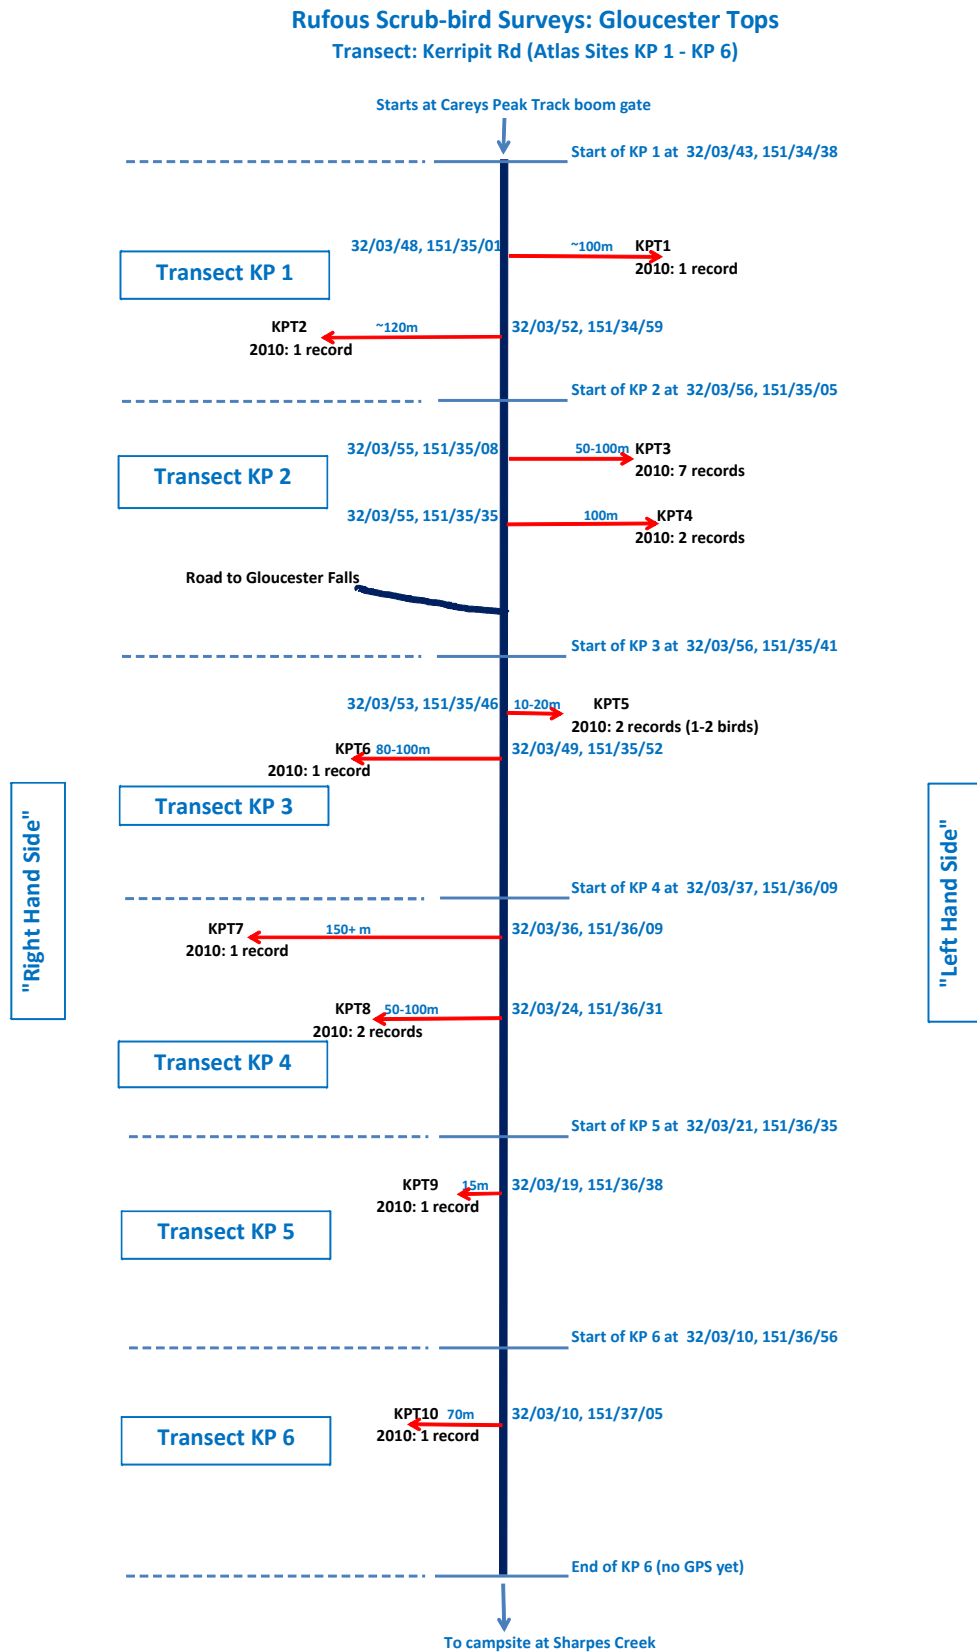 Rufous Scrub-bird Surveys: Gloucester Tops
Transect: Kerripit Rd (Atlas Sites KP 1 - KP 6)
Starts at Careys Peak Track boom gate
Start of KP 1 at 32/03/43, 151/34/38
32/03/48, 151/35/01
~100m
KPT1
2010: 1 record
Transect KP 1
KPT2
~120m
32/03/52, 151/34/59
2010: 1 record
Start of KP 2 at 32/03/56, 151/35/05
32/03/55, 151/35/08
50-100m
KPT3
2010: 7 records
Transect KP 2
32/03/55, 151/35/35
100m
KPT4
2010: 2 records
Road to Gloucester Falls
Start of KP 3 at 32/03/56, 151/35/41
32/03/53, 151/35/46
10-20m
KPT5
2010: 2 records (1-2 birds)
KPT6
80-100m
32/03/49, 151/35/52
2010: 1 record
Transect KP 3
"Right Hand Side"
"Left Hand Side"
Start of KP 4 at 32/03/37, 151/36/09
KPT7
150+ m
32/03/36, 151/36/09
2010: 1 record
KPT8
50-100m
32/03/24, 151/36/31
2010: 2 records
Transect KP 4
Start of KP 5 at 32/03/21, 151/36/35
KPT9
15m
32/03/19, 151/36/38
2010: 1 record
Transect KP 5
Start of KP 6 at 32/03/10, 151/36/56
KPT10
70m
32/03/10, 151/37/05
2010: 1 record
Transect KP 6
End of KP 6 (no GPS yet)
To campsite at Sharpes Creek